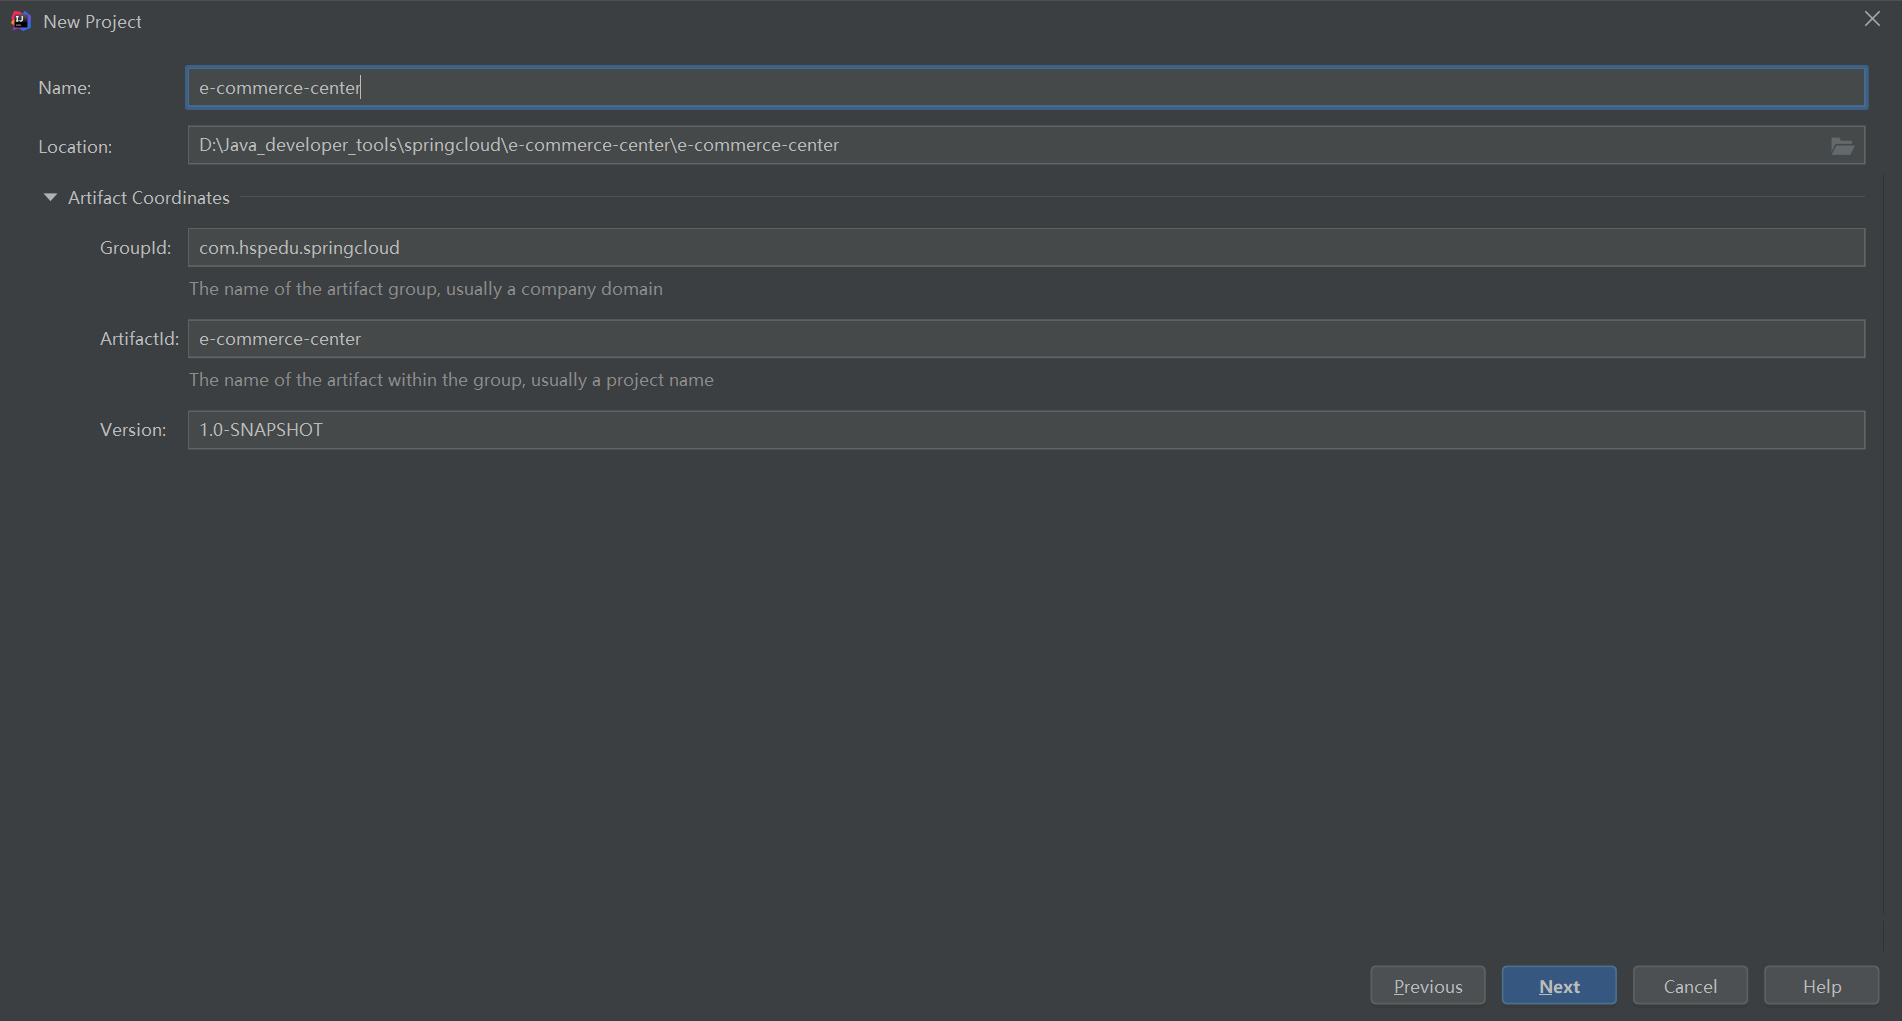 New Project
Name: e-commerce-center
Location: D:\Java_developer_tools\springcloud\e-commerce-center\e-commerce-center
Artifact Coordinates
GroupId: com.hspedu.springcloud
The name of the artifact group, usually a company domain
ArtifactId: e-commerce-center
The name of the artifact within the group, usually a project name
Version: 1.0-SNAPSHOT
Previous Next Cancel Help